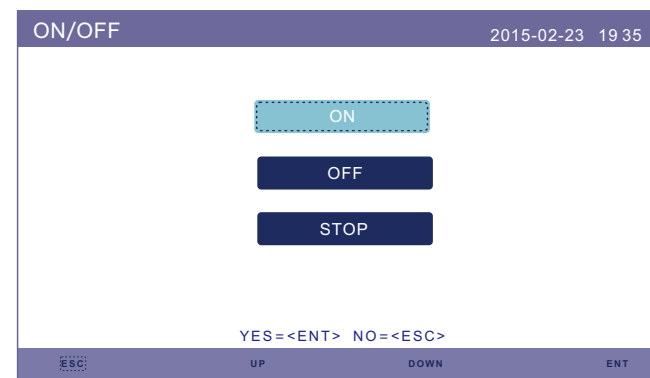 ON/OFF 2015-02-23 19 35
ON
OFF
STOP
YES=<ENT> NO=<ESC>
ESC UP DOWN ENT